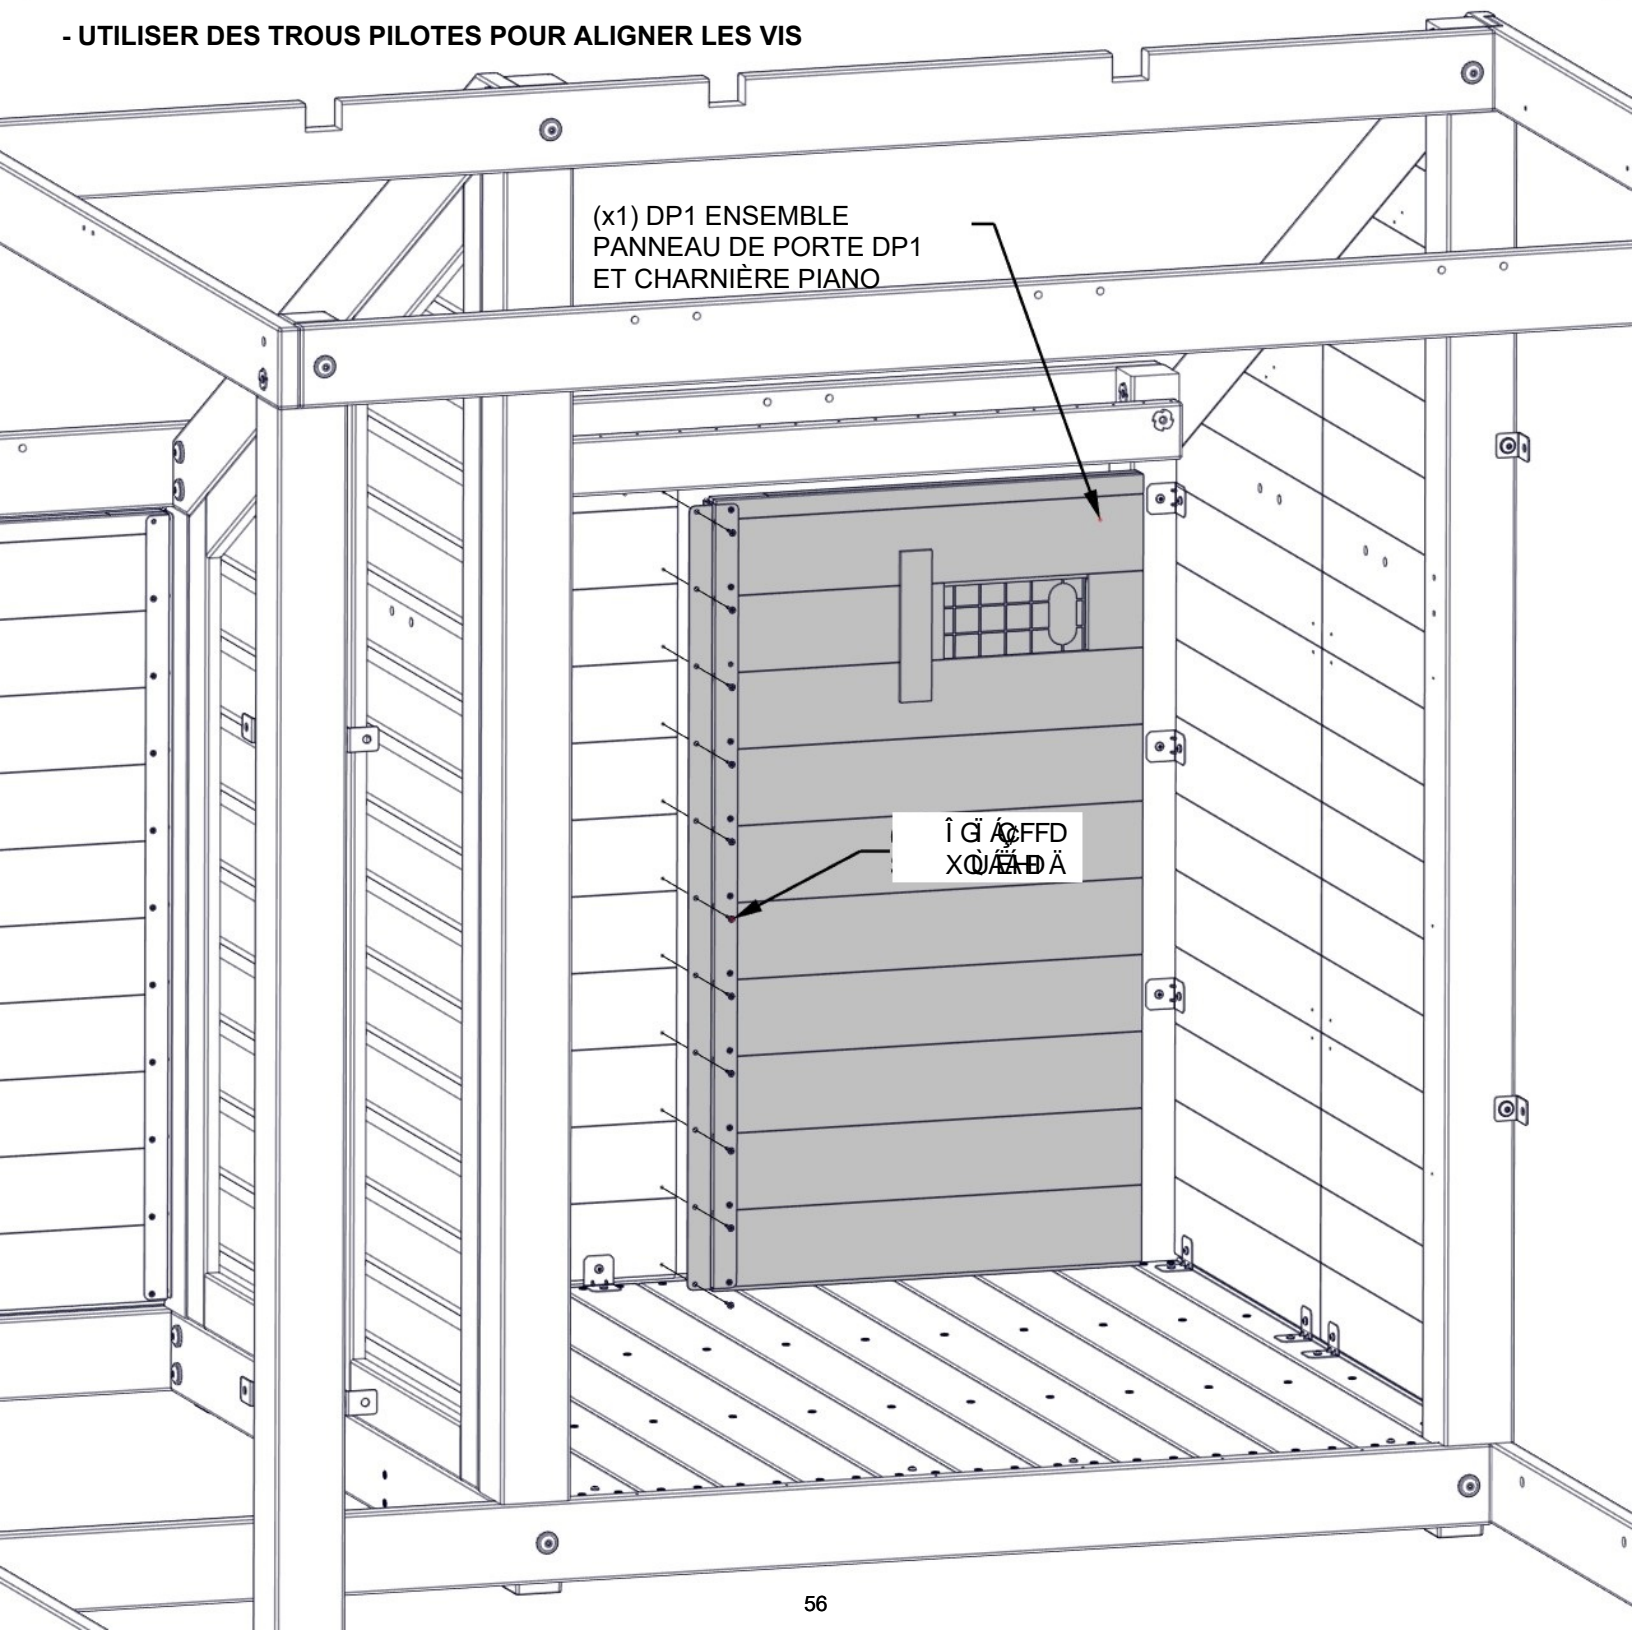 - UTILISER DES TROUS PILOTES POUR ALIGNER LES VIS
(x1) DP1 ENSEMBLE
PANNEAU DE PORTE DP1
ET CHARNIÈRE PIANO
56